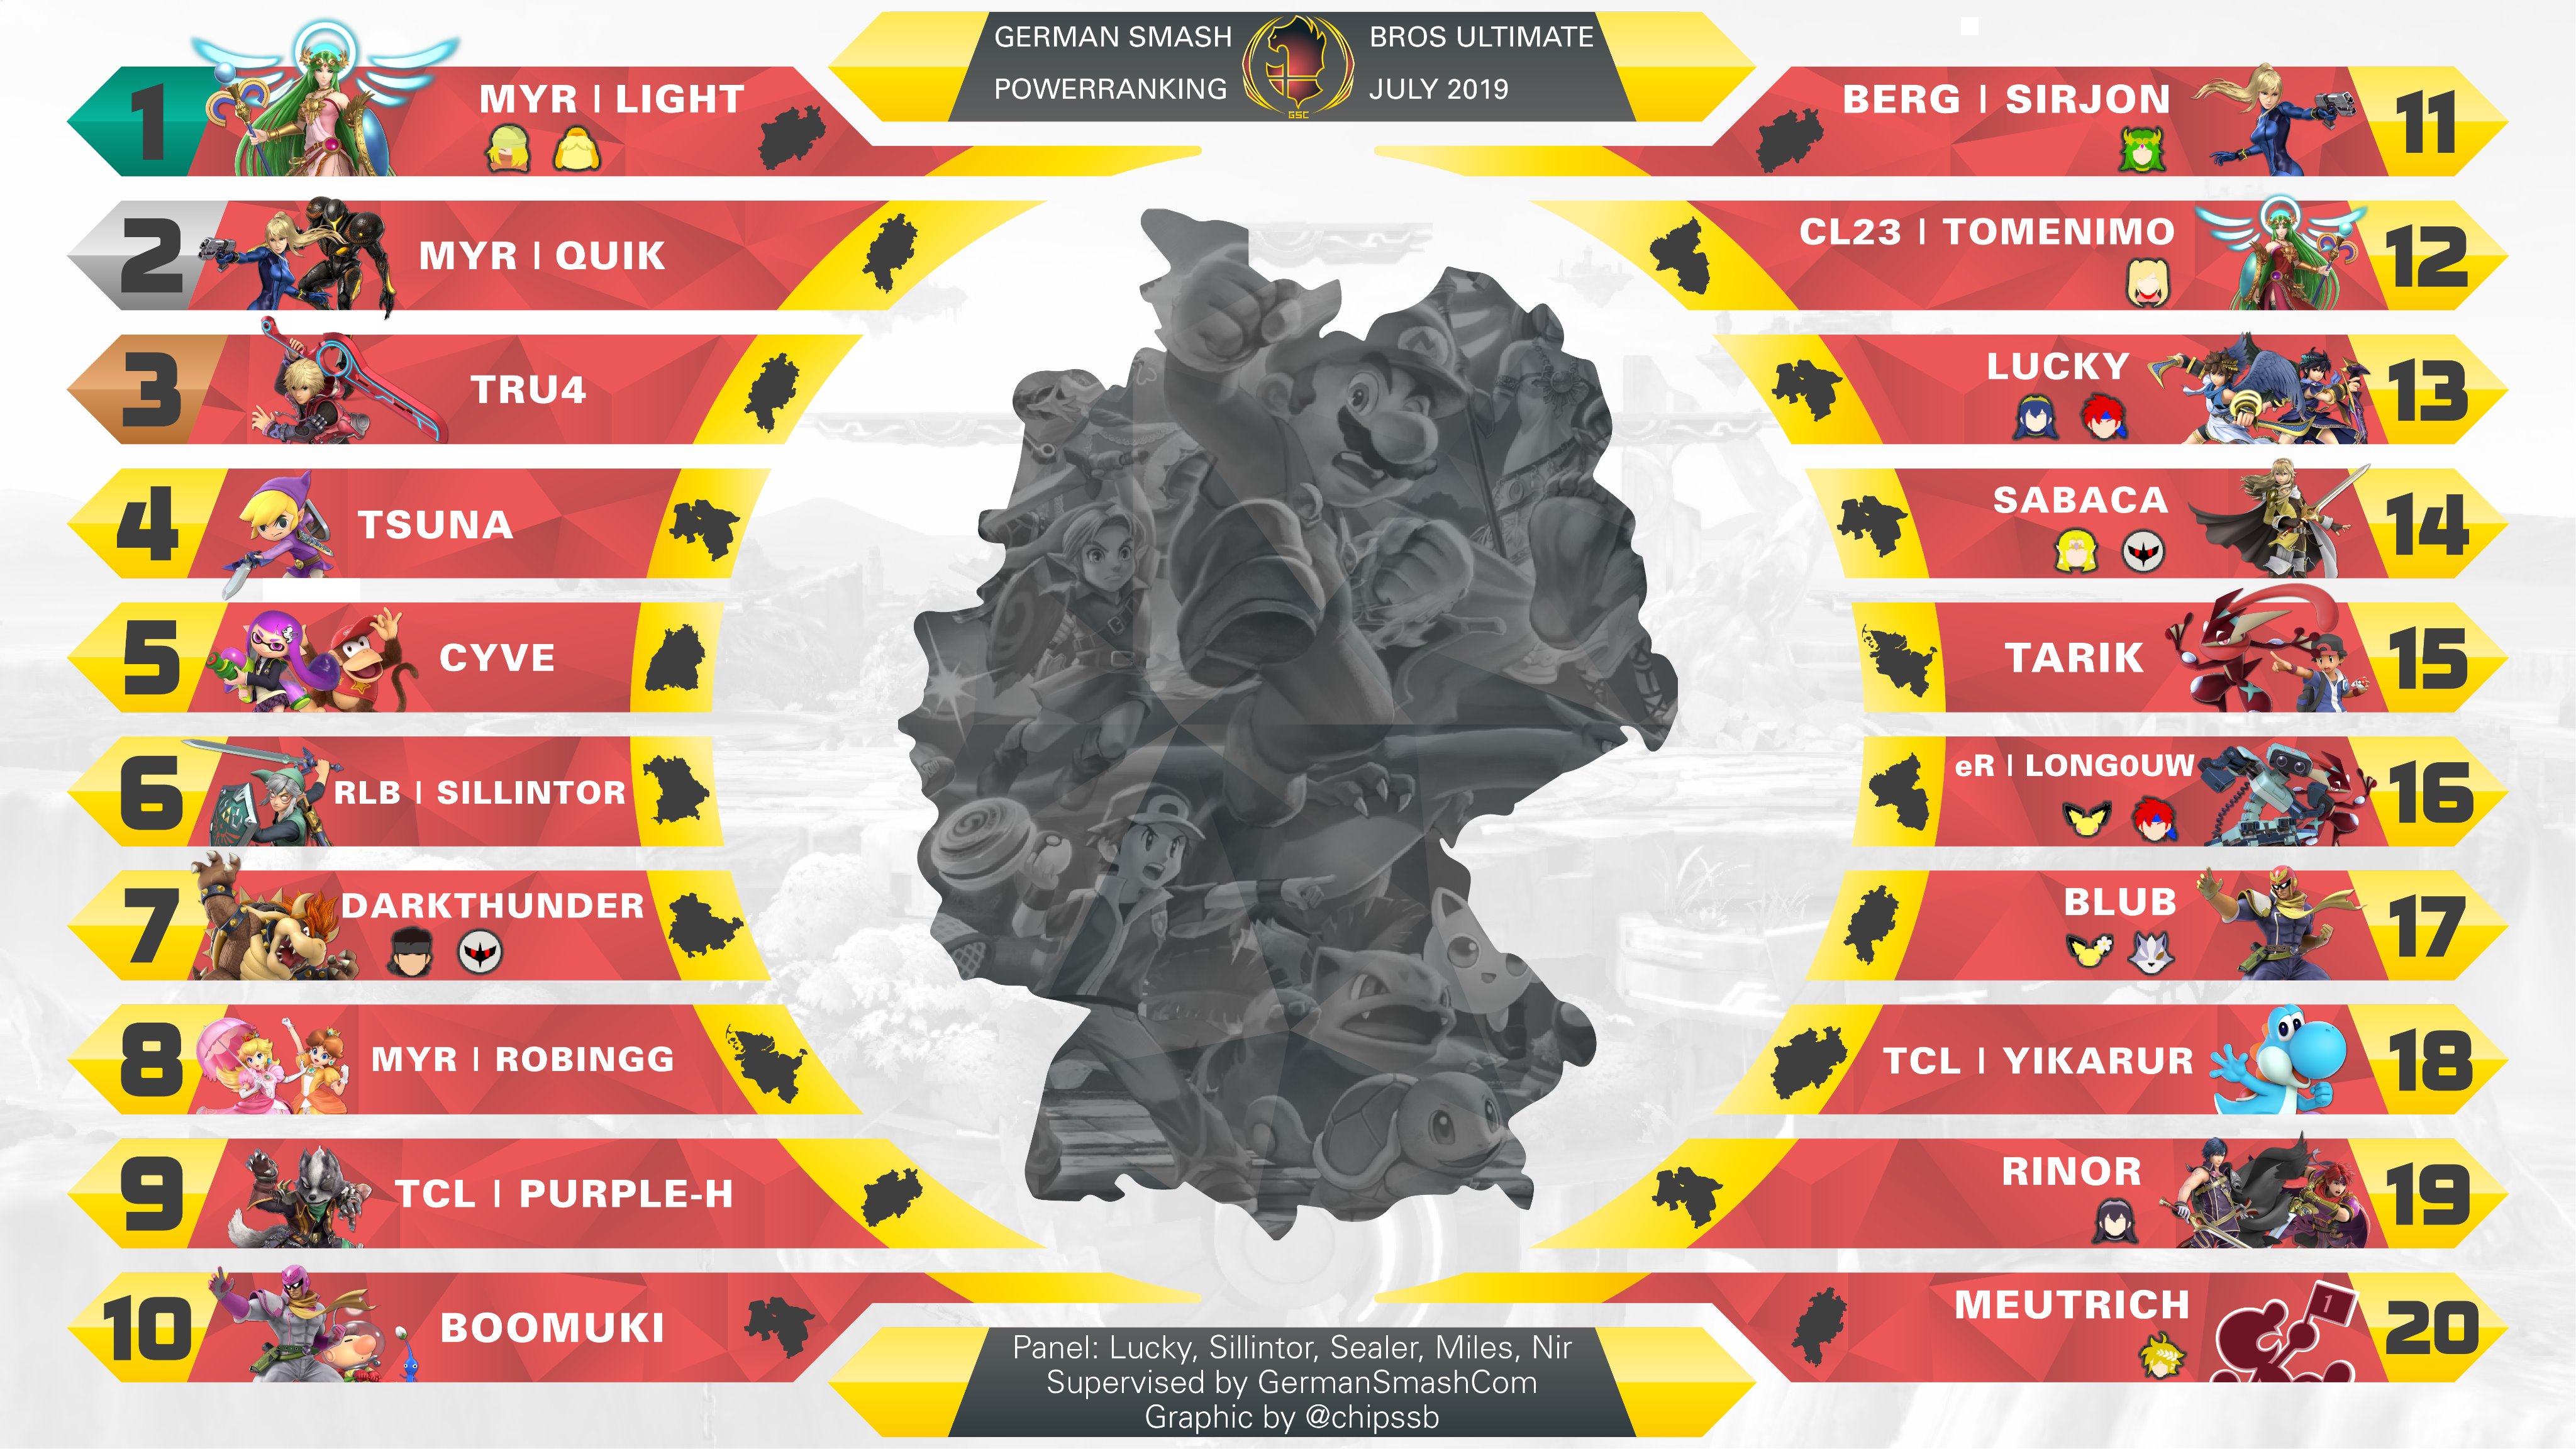 GERMAN SMASH BROS ULTIMATE
POWERRANKING JULY 2019
GSC
1 MYR | LIGHT
2 MYR | QUIK
3 TRU4
4 TSUNA
5 CYVE
6 RLB | SILLINTOR
7 DARKTHUNDER
8 MYR | ROBINGG
9 TCL | PURPLE-H
10 BOOMUKI
BERG | SIRJON 11
CL23 | TOMENIMO 12
LUCKY 13
SABACA 14
TARIK 15
eR | LONG0UW 16
BLUB 17
TCL | YIKARUR 18
RINOR 19
MEUTRICH 1 20
Panel: Lucky, Sillintor, Sealer, Miles, Nir
Supervised by GermanSmashCom
Graphic by @chipssb